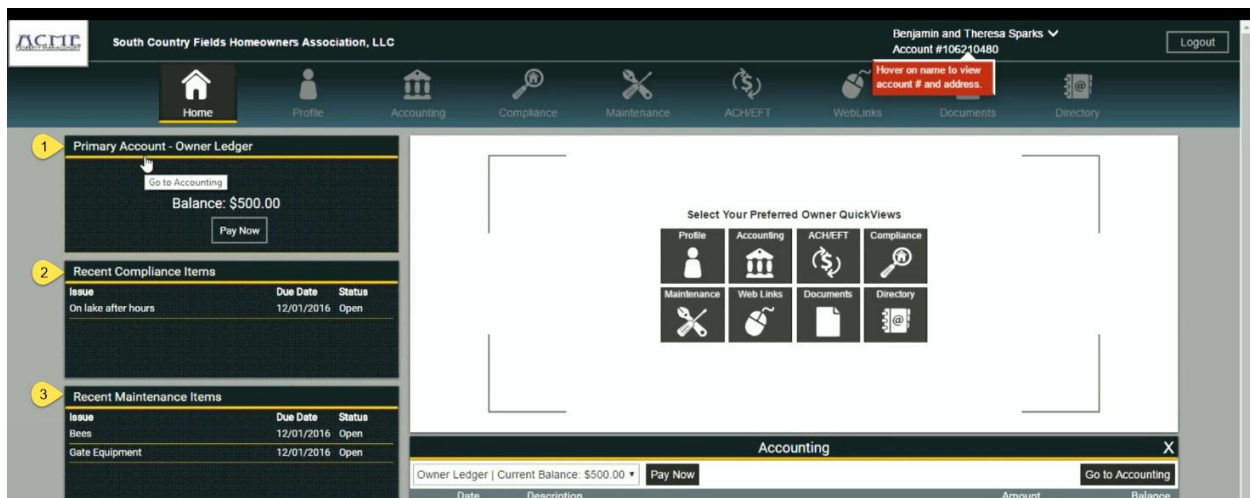 ACME
PROPERTY MANAGEMENT
South Country Fields Homeowners Association, LLC
Benjamin and Theresa Sparks
Account #106210480
Logout
Hover on name to view
account # and address.
Home
Profile
Accounting
Compliance
Maintenance
ACH/EFT
WebLinks
Documents
Directory
1
Primary Account - Owner Ledger
Go to Accounting
Balance: $500.00
Pay Now
2
Recent Compliance Items
Issue Due Date Status
On lake after hours 12/01/2016 Open
3
Recent Maintenance Items
Issue Due Date Status
Bees 12/01/2016 Open
Gate Equipment 12/01/2016 Open
Select Your Preferred Owner QuickViews
Profile Accounting ACH/EFT Compliance
Maintenance Web Links Documents Directory
Accounting X
Owner Ledger | Current Balance: $500.00 Pay Now Go to Accounting
Date Description Amount Balance